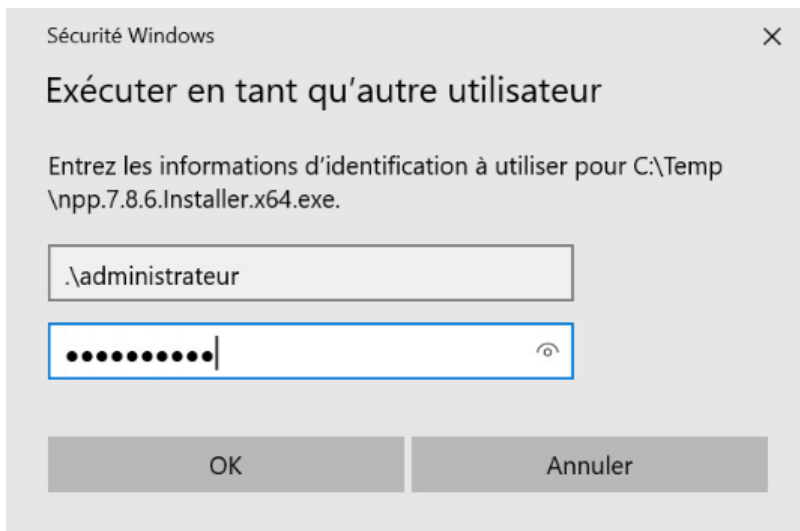 Sécurité Windows
Exécuter en tant qu'autre utilisateur
Entrez les informations d'identification à utiliser pour C:\Temp
\npp.7.8.6.Installer.x64.exe.
.\administrateur
••••••••••
OK Annuler